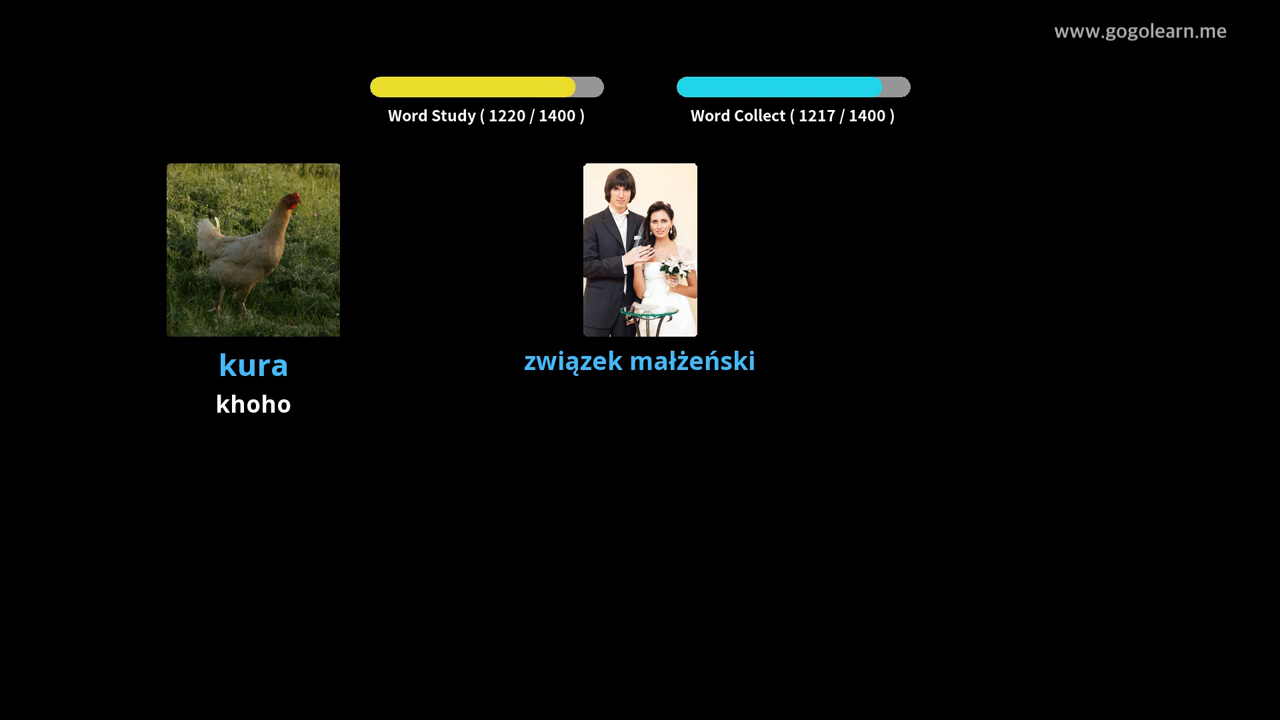 www.gogolearn.me
Word Study ( 1220 / 1400 )
Word Collect ( 1217 / 1400 )
kura
khoho
związek małżeński